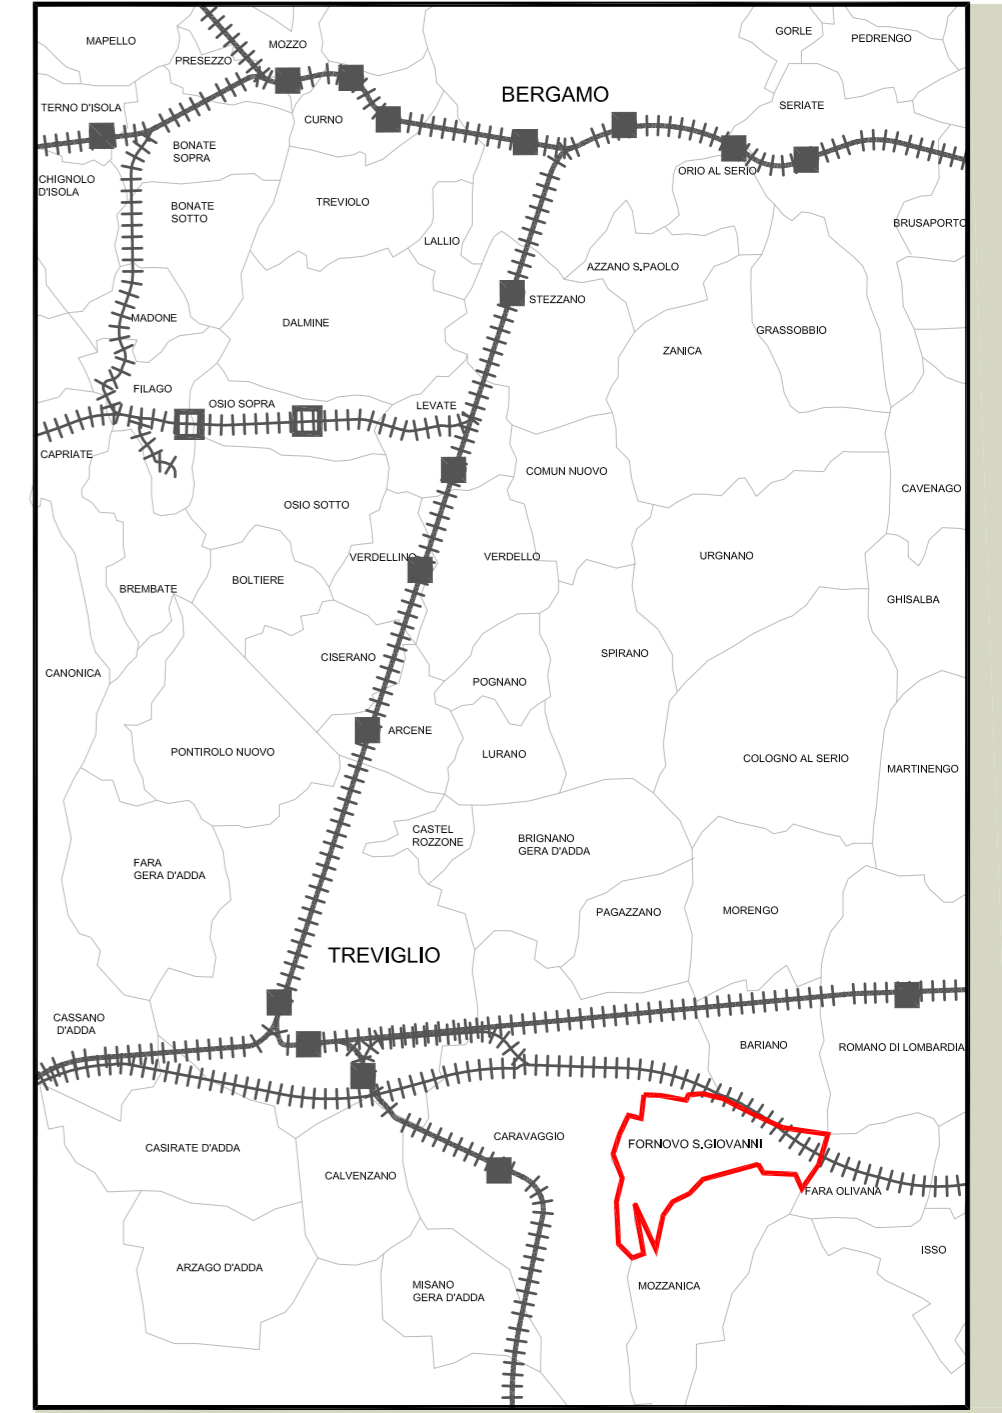 GORLE
PEDRENGO
MAPELLO
MOZZO
PRESEZZO
BERGAMO
TERNO D'ISOLA
SERIATE
CURNO
BONATE
SOPRA
ORIO AL SERIO
CHIGNOLO
D'ISOLA
BONATE
SOTTO
TREVIOLO
BRUSAPORTO
LALLIO
AZZANO S.PAOLO
STEZZANO
MADONE
DALMINE
GRASSOBBIO
ZANICA
FILAGO
OSIO SOPRA
LEVATE
CAPRIATE
COMUN NUOVO
CAVENAGO
OSIO SOTTO
VERDELLINO
VERDELLO
URGNANO
BREMBATE
BOLTIERE
GHISALBA
CISERANO
SPIRANO
CANONICA
POGNANO
ARCENE
PONTIROLO NUOVO
LURANO
COLOGNO AL SERIO
MARTINENGO
CASTEL
ROZZONE
BRIGNANO
GERA D'ADDA
FARA
GERA D'ADDA
PAGAZZANO
MORENGO
TREVIGLIO
CASSANO
D'ADDA
BARIANO
ROMANO DI LOMBARDIA
CARAVAGGIO
FORNOVO S.GIOVANNI
CASIRATE D'ADDA
CALVENZANO
FARA OLIVANA
ISSO
ARZAGO D'ADDA
MISANO
GERA D'ADDA
MOZZANICA